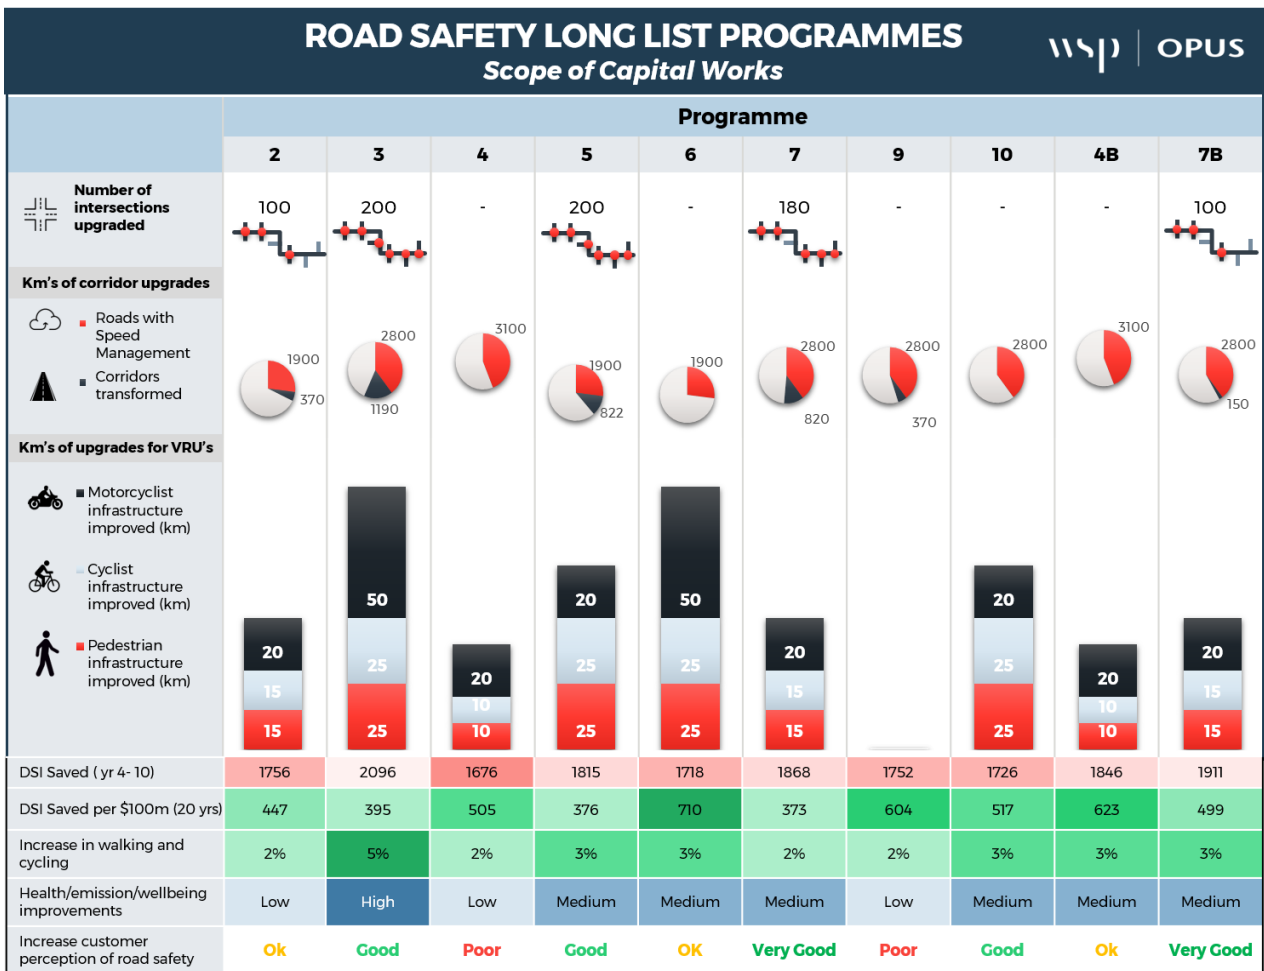 ROAD SAFETY LONG LIST PROGRAMMES
Scope of Capital Works
wsp | OPUS
Programme
2 3 4 5 6 7 9 10 4B 7B
Number of
intersections
upgraded
100 200 - 200 - 180 - - - 100
Km's of corridor upgrades
Roads with
Speed
Management
Corridors
transformed
1900 2800 3100 1900 1900 2800 2800 2800 3100 2800
370 1190 822 820 370 150
Km's of upgrades for VRU's
Motorcyclist
infrastructure
improved (km)
Cyclist
infrastructure
improved (km)
Pedestrian
infrastructure
improved (km)
20 50 20 20 50 20 20 20 20
15 25 10 25 25 15 25 10 15
15 25 10 25 25 15 25 10 15
DSI Saved ( yr 4- 10) 1756 2096 1676 1815 1718 1868 1752 1726 1846 1911
DSI Saved per $100m (20 yrs) 447 395 505 376 710 373 604 517 623 499
Increase in walking and
cycling
2% 5% 2% 3% 3% 2% 2% 3% 3% 3%
Health/emission/wellbeing
improvements
Low High Low Medium Medium Medium Low Medium Medium Medium
Increase customer
perception of road safety
Ok Good Poor Good OK Very Good Poor Good Ok Very Good